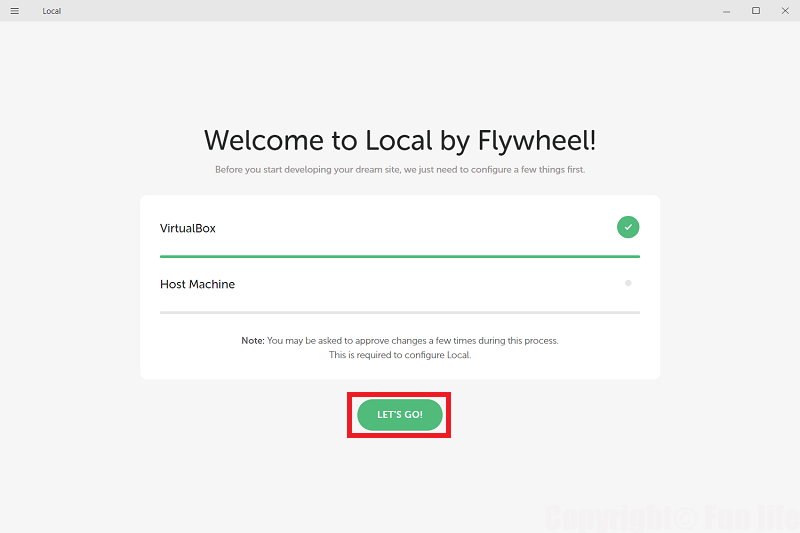 Local
Welcome to Local by Flywheel!
Before you start developing your dream site, we just need to configure a few things first.
VirtualBox
Host Machine
Note: You may be asked to approve changes a few times during this process.
This is required to configure Local.
LET'S GO!
Copyright© Fun life